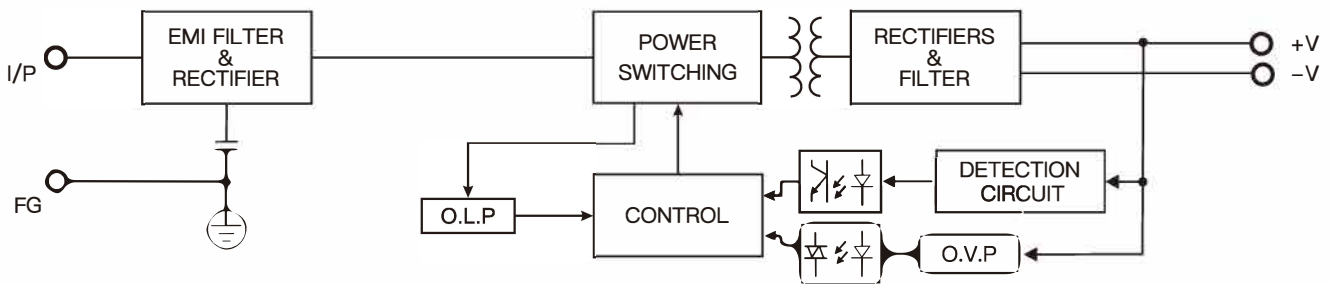 I/P
EMI FILTER
&
RECTIFIER
POWER
SWITCHING
RECTIFIERS
&
FILTER
+V
−V
FG
O.L.P
CONTROL
DETECTION
CIRCUIT
O.V.P